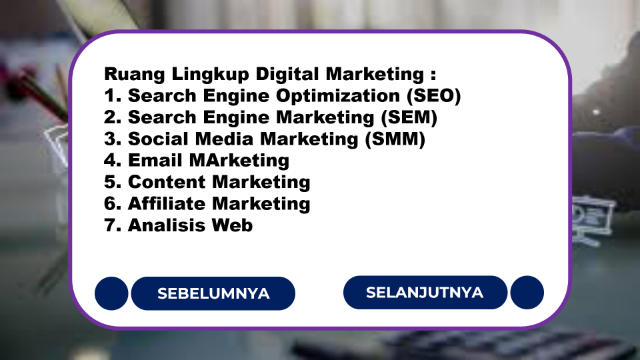 Ruang Lingkup Digital Marketing :
1. Search Engine Optimization (SEO)
2. Search Engine Marketing (SEM)
3. Social Media Marketing (SMM)
4. Email MArketing
5. Content Marketing
6. Affiliate Marketing
7. Analisis Web
SEBELUMNYA
SELANJUTNYA